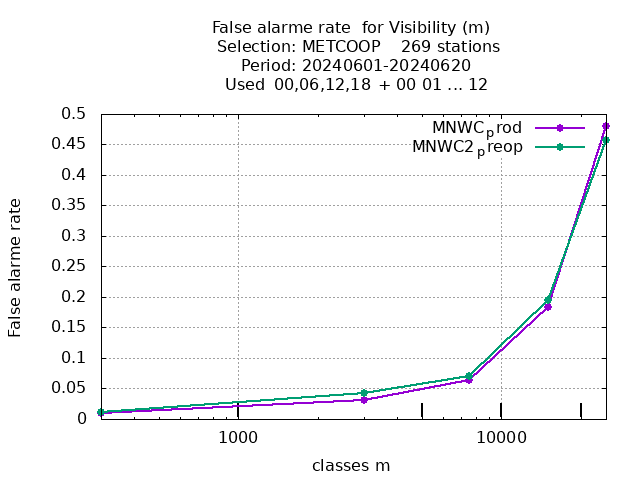 False alarme rate  for Visibility (m)
Selection: METCOOP    269 stations
Period: 20240601-20240620
Used  00,06,12,18 + 00 01 ... 12
MNWC_prod
MNWC2_preop
0.5
0.45
0.4
0.35
0.3
0.25
0.2
0.15
0.1
0.05
0
False alarme rate
1000
10000
classes m